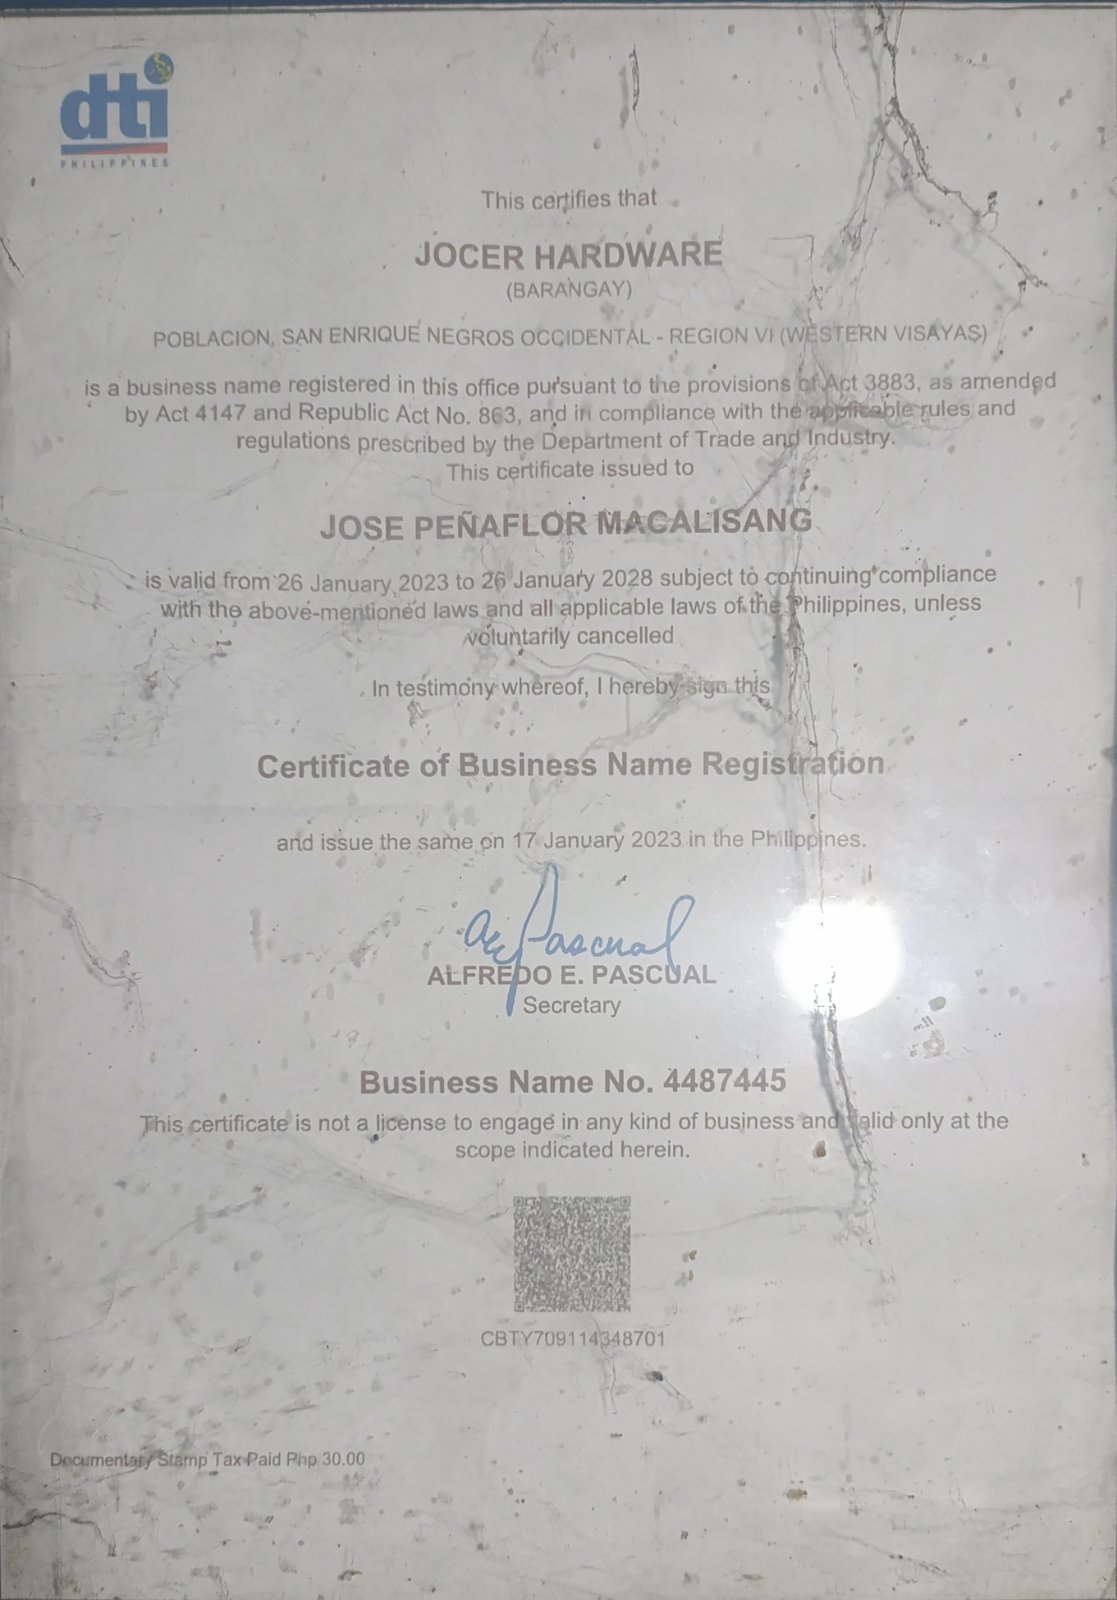 dti
PHILIPPINES
This certifies that
JOCER HARDWARE
(BARANGAY)
POBLACION, SAN ENRIQUE NEGROS OCCIDENTAL - REGION VI (WESTERN VISAYAS)
is a business name registered in this office pursuant to the provisions of Act 3883, as amended
by Act 4147 and Republic Act No. 863, and in compliance with the applicable rules and
regulations prescribed by the Department of Trade and Industry.
This certificate issued to
JOSE PEÑAFLOR MACALISANG
is valid from 26 January 2023 to 26 January 2028 subject to continuing compliance
with the above-mentioned laws and all applicable laws of the Philippines, unless
voluntarily cancelled
In testimony whereof, I hereby sign this
Certificate of Business Name Registration
and issue the same on 17 January 2023 in the Philippines.
ae Pascual
ALFREDO E. PASCUAL
Secretary
Business Name No. 4487445
This certificate is not a license to engage in any kind of business and valid only at the
scope indicated herein.
CBTY709114348701
Documentary Stamp Tax Paid Php 30.00